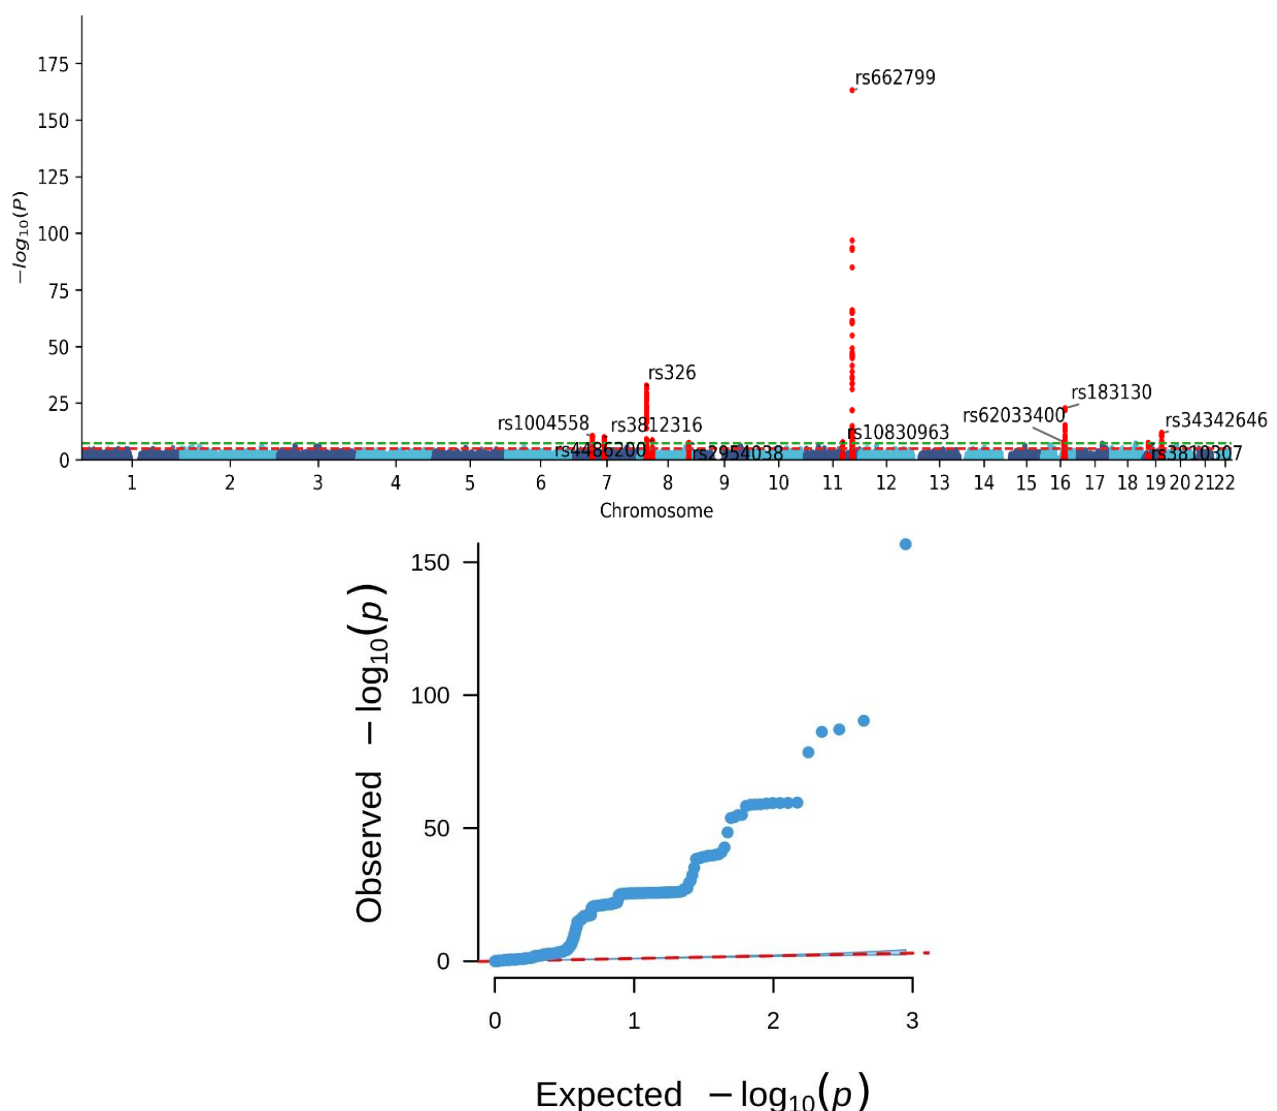 175
150
125
100
75
50
25
0
−log₁₀(P)
rs662799
rs326
rs183130
rs1004558
rs3812316
rs62033400
rs34342646
rs10830963
rs4486200
rs2954038
rs3810307
1 2 3 4 5 6 7 8 9 10 11 12 13 14 15 16 17 18 19 20 21 22
Chromosome
150
100
50
0
Observed −log₁₀(p)
0 1 2 3
Expected −log₁₀(p)